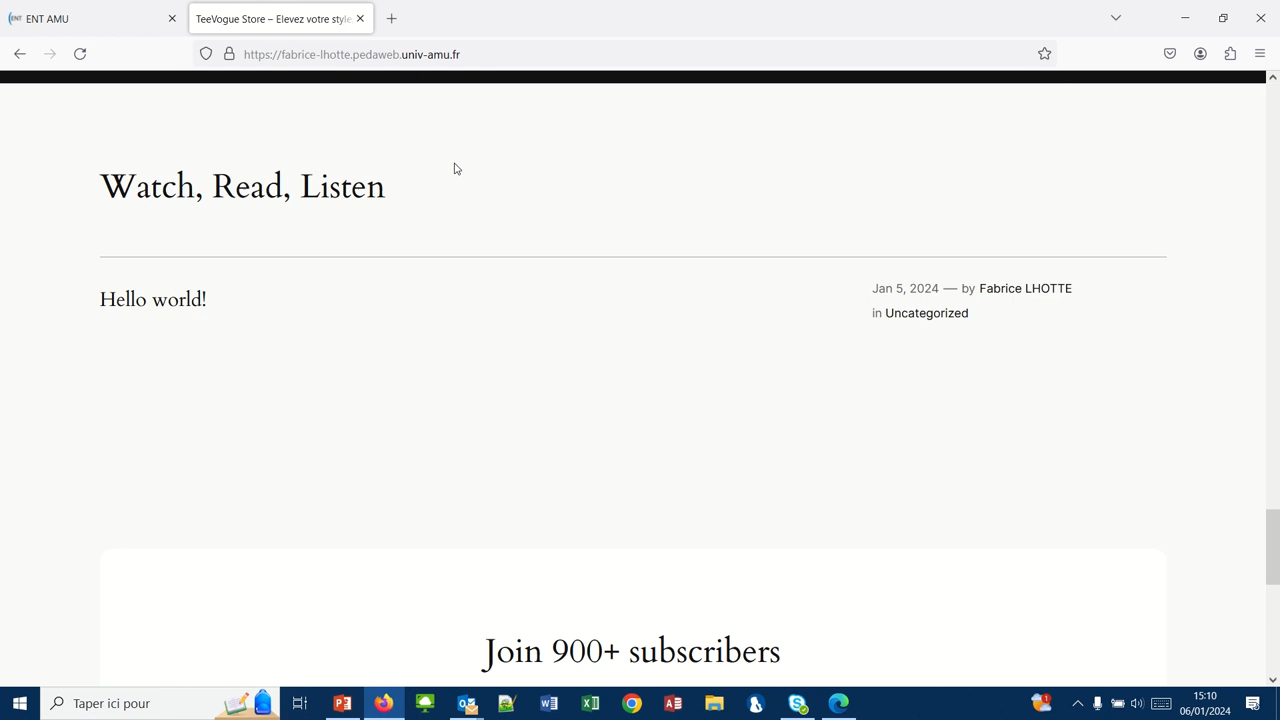 ENT AMU
TeeVogue Store – Elevez votre style
https://fabrice-lhotte.pedaweb.univ-amu.fr
Watch, Read, Listen
Hello world!
Jan 5, 2024 — by Fabrice LHOTTE
in Uncategorized
Join 900+ subscribers
Taper ici pour
15:10
06/01/2024